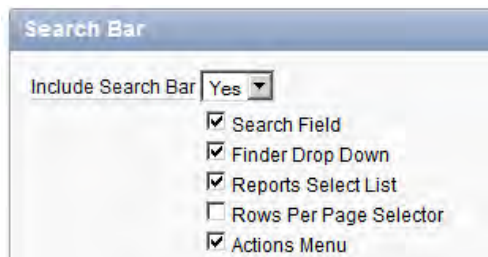 Search Bar
Include Search Bar Yes
Search Field
Finder Drop Down
Reports Select List
Rows Per Page Selector
Actions Menu